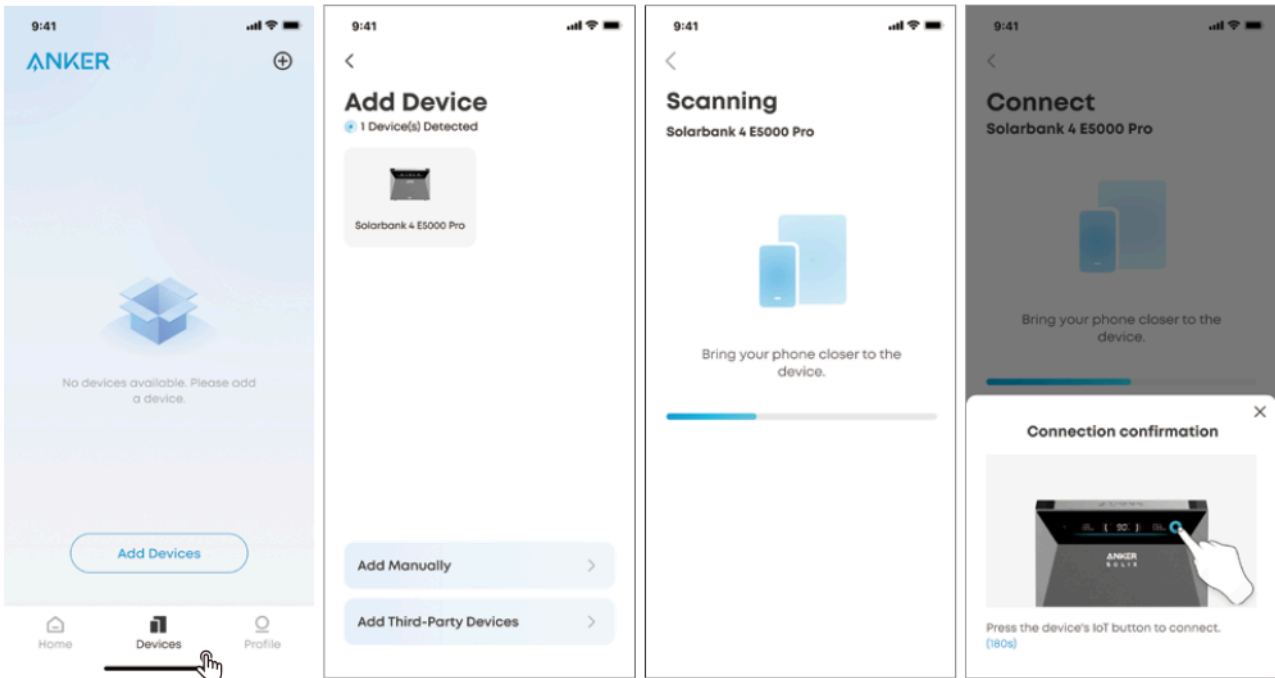 9:41
ANKER
No devices available. Please add
a device.
Add Devices
Home
Devices
Profile
9:41
Add Device
1 Device(s) Detected
Solarbank 4 E5000 Pro
Add Manually
Add Third-Party Devices
9:41
Scanning
Solarbank 4 E5000 Pro
Bring your phone closer to the
device.
9:41
Connect
Solarbank 4 E5000 Pro
Bring your phone closer to the
device.
Connection confirmation
90
ANKER
SOLIX
Press the device's IoT button to connect.
(180s)